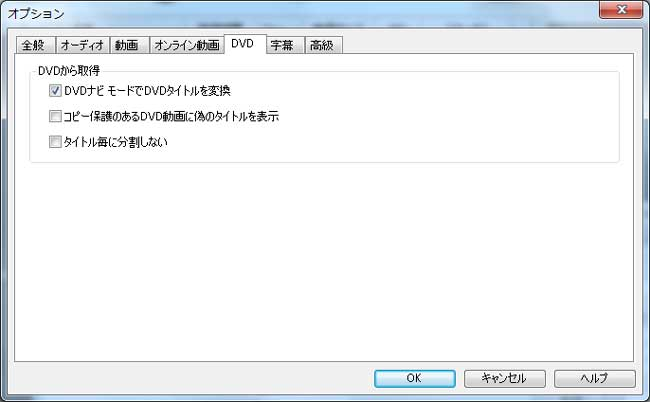 オプション
全般 オーディオ 動画 オンライン動画 DVD 字幕 高級
DVDから取得
DVDナビ モードでDVDタイトルを変換
コピー保護のあるDVD動画に偽のタイトルを表示
タイトル毎に分割しない
OK キャンセル ヘルプ